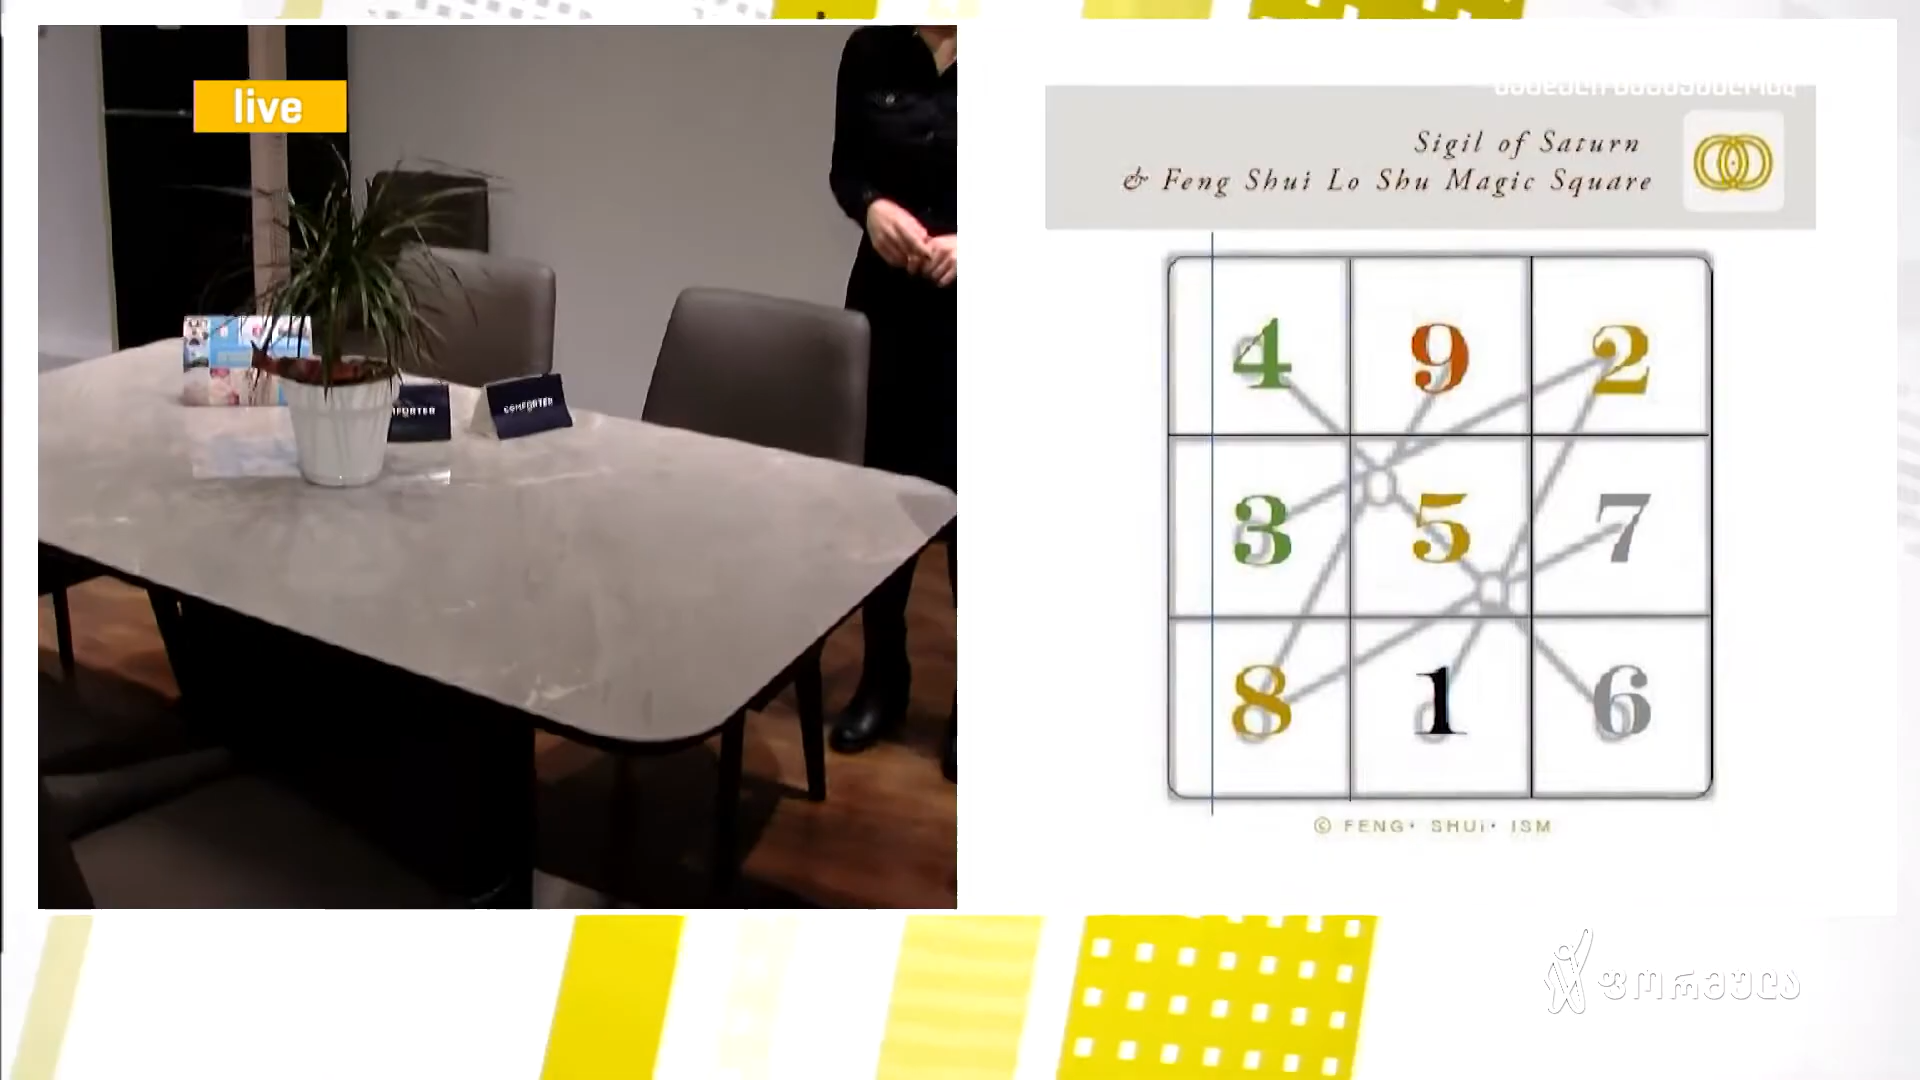 live
Sigil of Saturn
& Feng Shui Lo Shu Magic Square
4 9 2
3 5 7
8 1 6
© FENG· SHUI· ISM
COMFORTER
ფორმულა